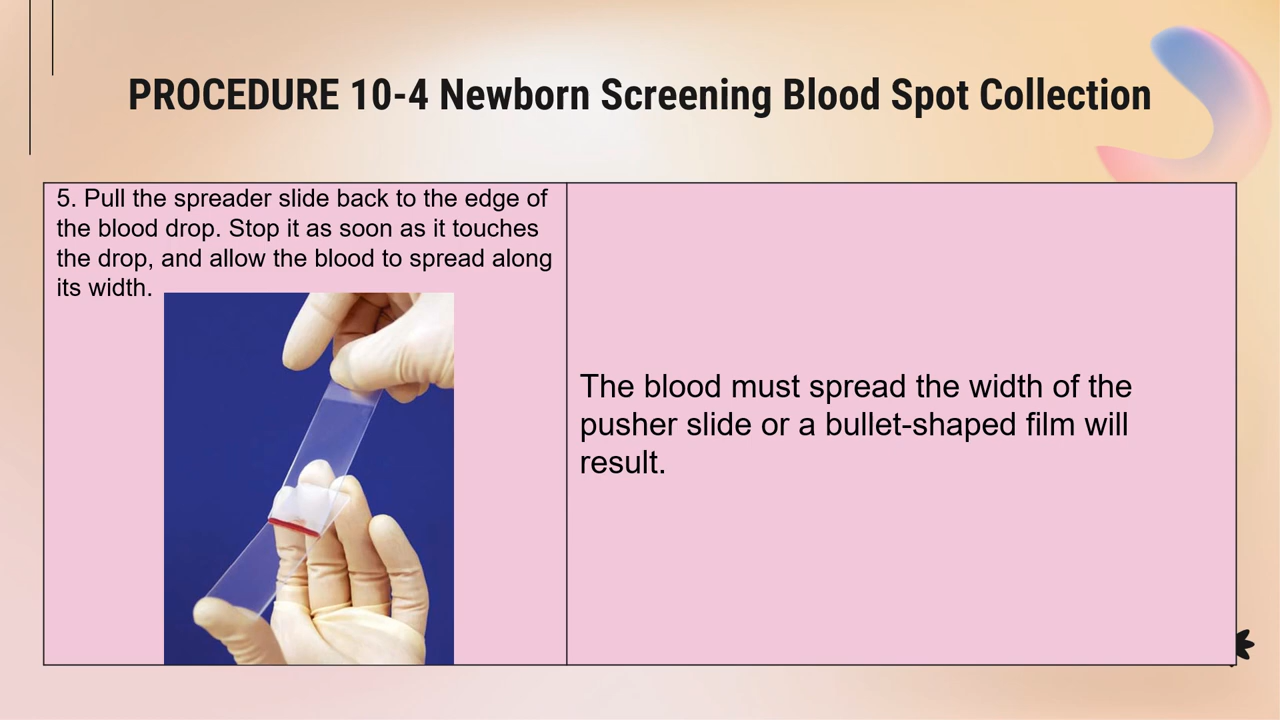 PROCEDURE 10-4 Newborn Screening Blood Spot Collection
5. Pull the spreader slide back to the edge of
the blood drop. Stop it as soon as it touches
the drop, and allow the blood to spread along
its width.
The blood must spread the width of the
pusher slide or a bullet-shaped film will
result.